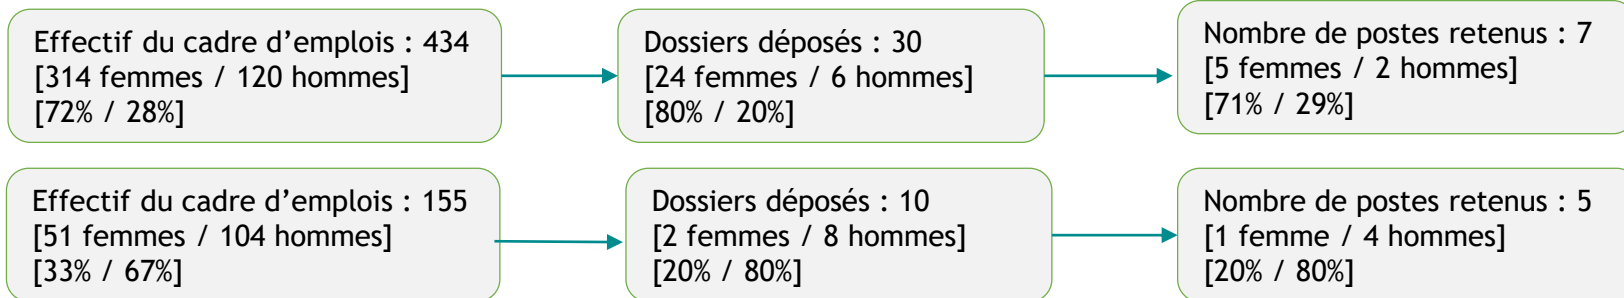 Effectif du cadre d’emplois : 434
[314 femmes / 120 hommes]
[72% / 28%]
Dossiers déposés : 30
[24 femmes / 6 hommes]
[80% / 20%]
Nombre de postes retenus : 7
[5 femmes / 2 hommes]
[71% / 29%]
Effectif du cadre d’emplois : 155
[51 femmes / 104 hommes]
[33% / 67%]
Dossiers déposés : 10
[2 femmes / 8 hommes]
[20% / 80%]
Nombre de postes retenus : 5
[1 femme / 4 hommes]
[20% / 80%]